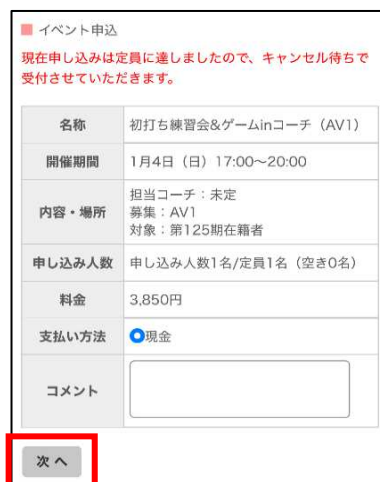 イベント申込
現在申し込みは定員に達しましたので、キャンセル待ちで
受付させていただきます。
名称 初打ち練習会&ゲームinコーチ（AV1）
開催期間 1月4日（日）17:00〜20:00
内容・場所 担当コーチ：未定
募集：AV1
対象：第125期在籍者
申し込み人数 申し込み人数1名/定員1名（空き0名）
料金 3,850円
支払い方法 現金
コメント
次へ